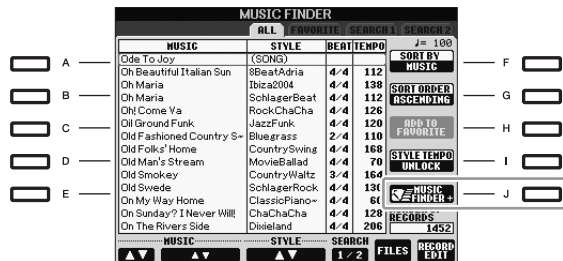 MUSIC FINDER
ALL FAVORITE SEARCH 1 SEARCH 2
MUSIC STYLE BEAT TEMPO ♩= 100
Ode To Joy (SONG)
Oh Beautiful Italian Sun 8BeatAdria 4/4 112
Oh Maria Ibiza2004 4/4 138
Oh Maria SchlagerBeat 4/4 112
Oh! Come Va RockChaCha 4/4 126
Oil Ground Funk JazzFunk 4/4 120
Old Fashioned Country S~ Bluegrass 2/4 110
Old Folks' Home CountrySwing 4/4 168
Old Man's Stream MovieBallad 4/4 70
Old Smokey CountryWaltz 3/4 164
Old Swede SchlagerRock 4/4 130
On My Way Home ClassicPiano~ 4/4 60
On Sunday? I Never Will! ChaChaCha 4/4 128
On The Rivers Side Dixieland 4/4 206
SORT BY
MUSIC
SORT ORDER
ASCENDING
ADD TO
FAVORITE
STYLE TEMPO
UNLOCK
MUSIC
FINDER +
RECORDS
1452
MUSIC STYLE SEARCH
1/2 FILES RECORD EDIT
A
B
C
D
E
F
G
H
I
J